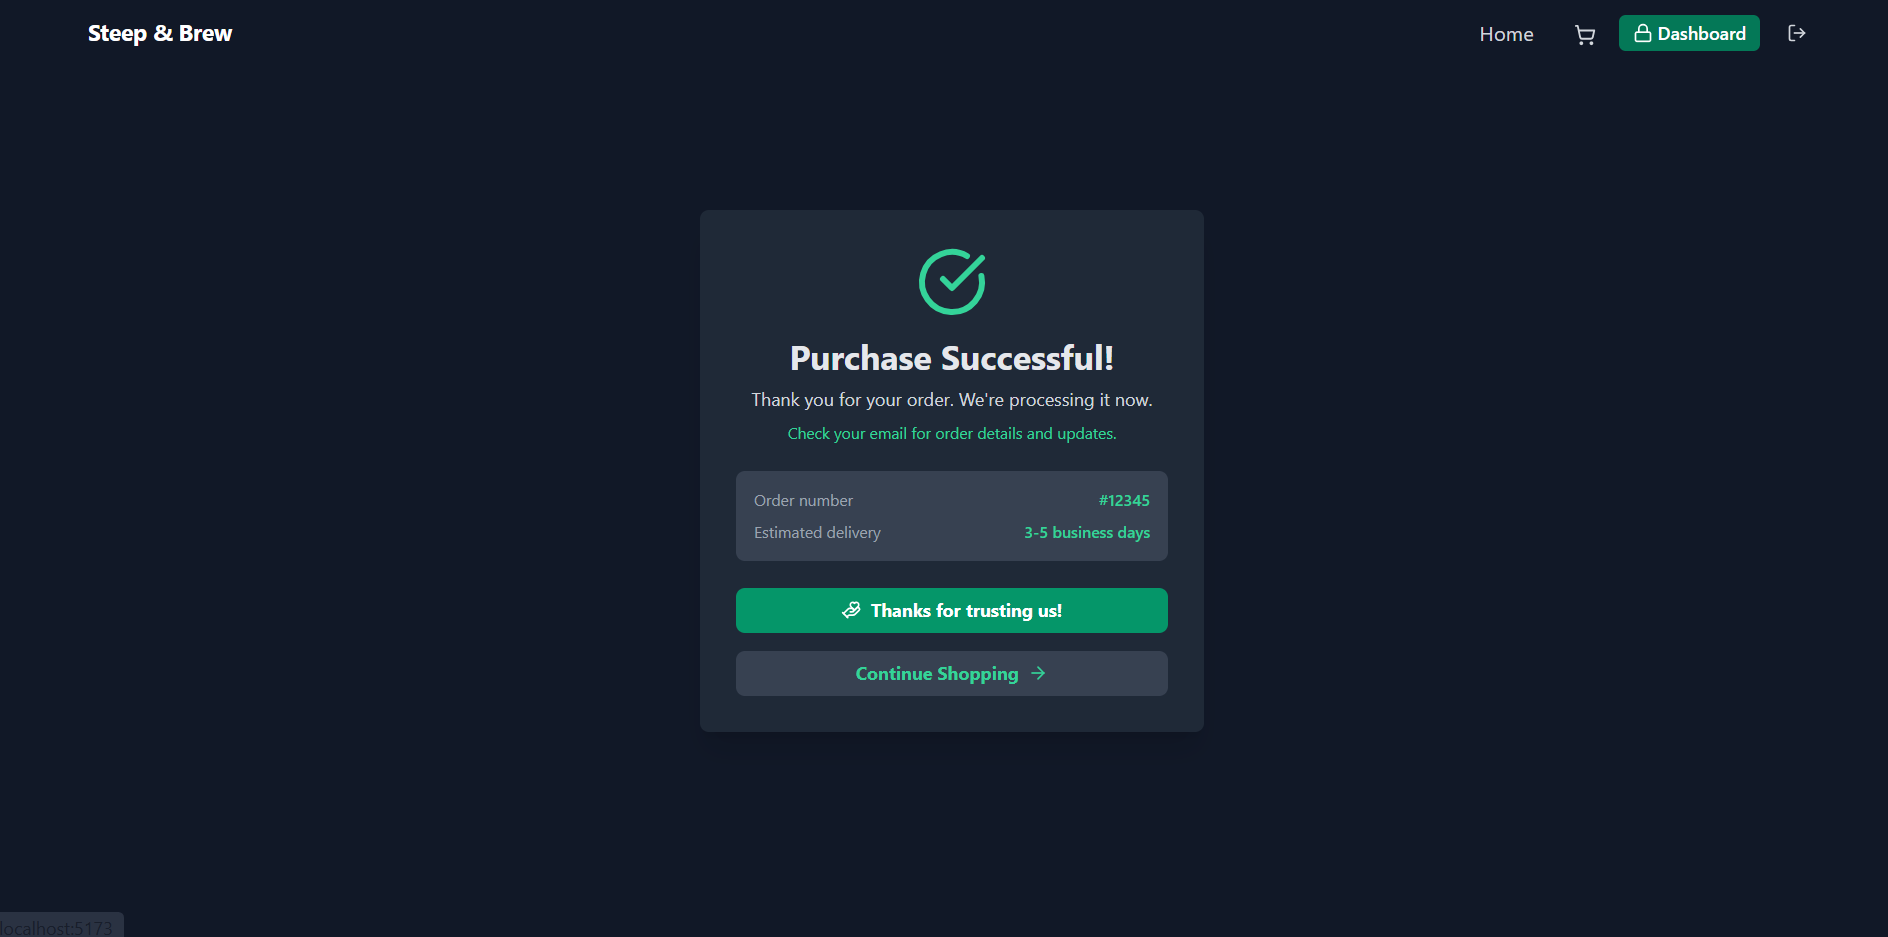 Steep & Brew
Home
Dashboard
Purchase Successful!
Thank you for your order. We're processing it now.
Check your email for order details and updates.
Order number #12345
Estimated delivery 3-5 business days
Thanks for trusting us!
Continue Shopping →
localhost:5173